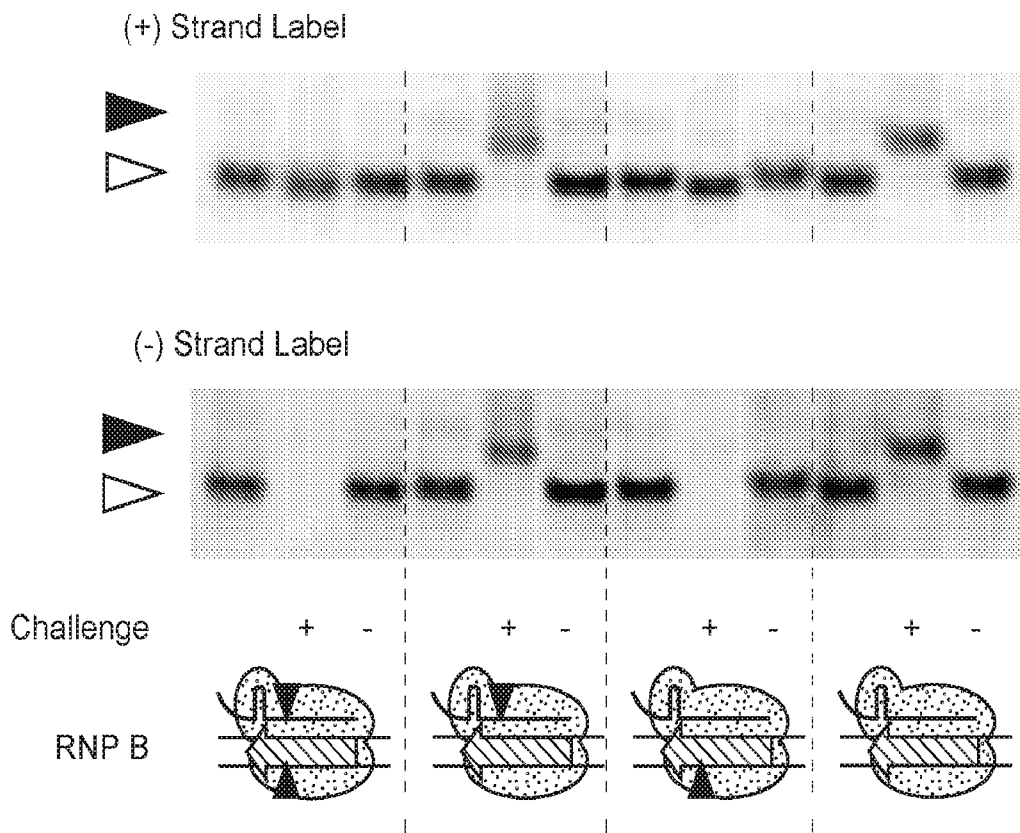 (+) Strand Label
(-) Strand Label
Challenge + - + - + - + -
RNP B